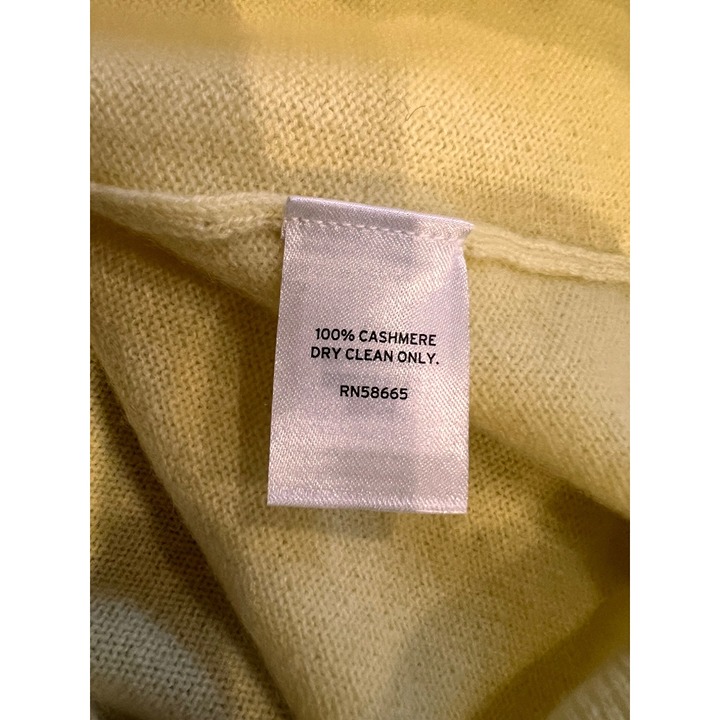 100% CASHMERE
DRY CLEAN ONLY.
RN58665